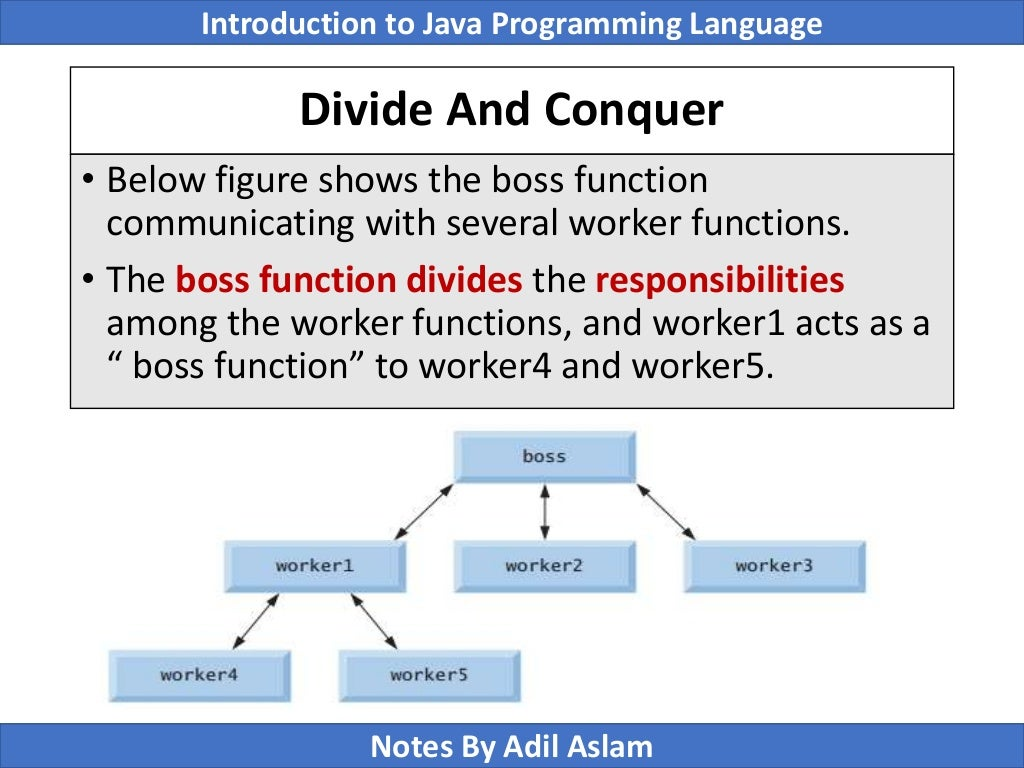 Introduction to Java Programming Language
Divide And Conquer
• Below figure shows the boss function
communicating with several worker functions.
• The boss function divides the responsibilities
among the worker functions, and worker1 acts as a
“ boss function” to worker4 and worker5.
boss
worker1 worker2 worker3
worker4 worker5
Notes By Adil Aslam